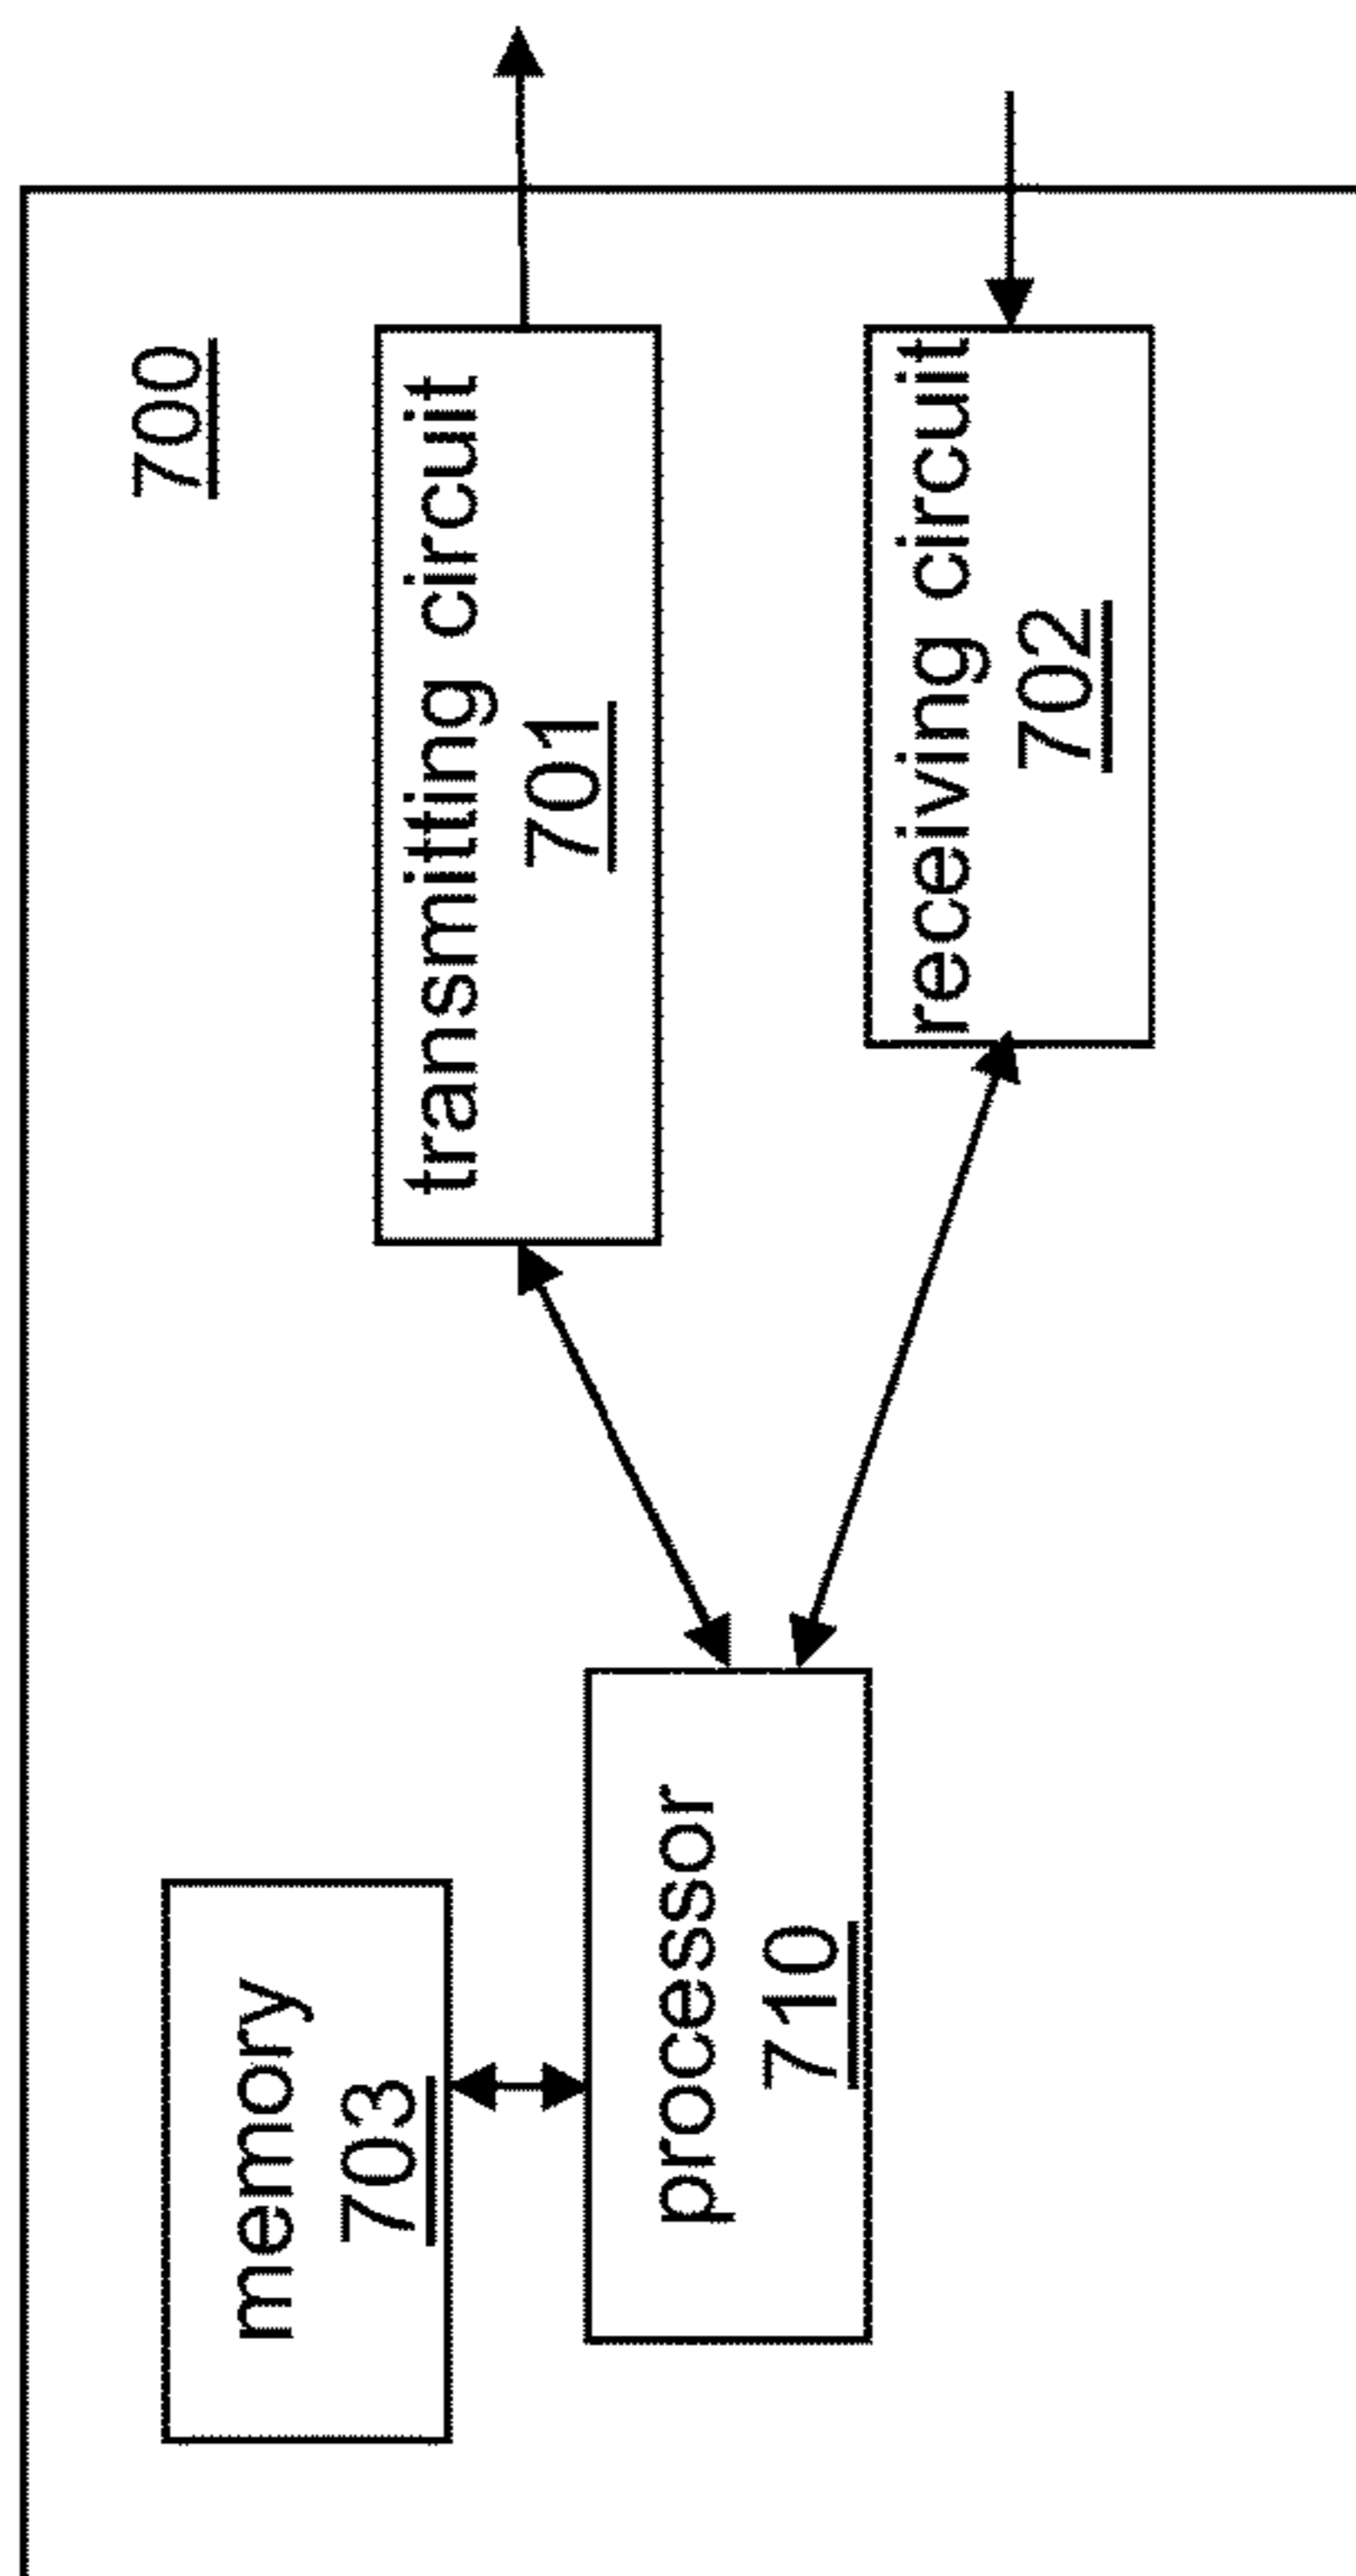 700
memory
703
transmitting circuit
701
processor
710
receiving circuit
702